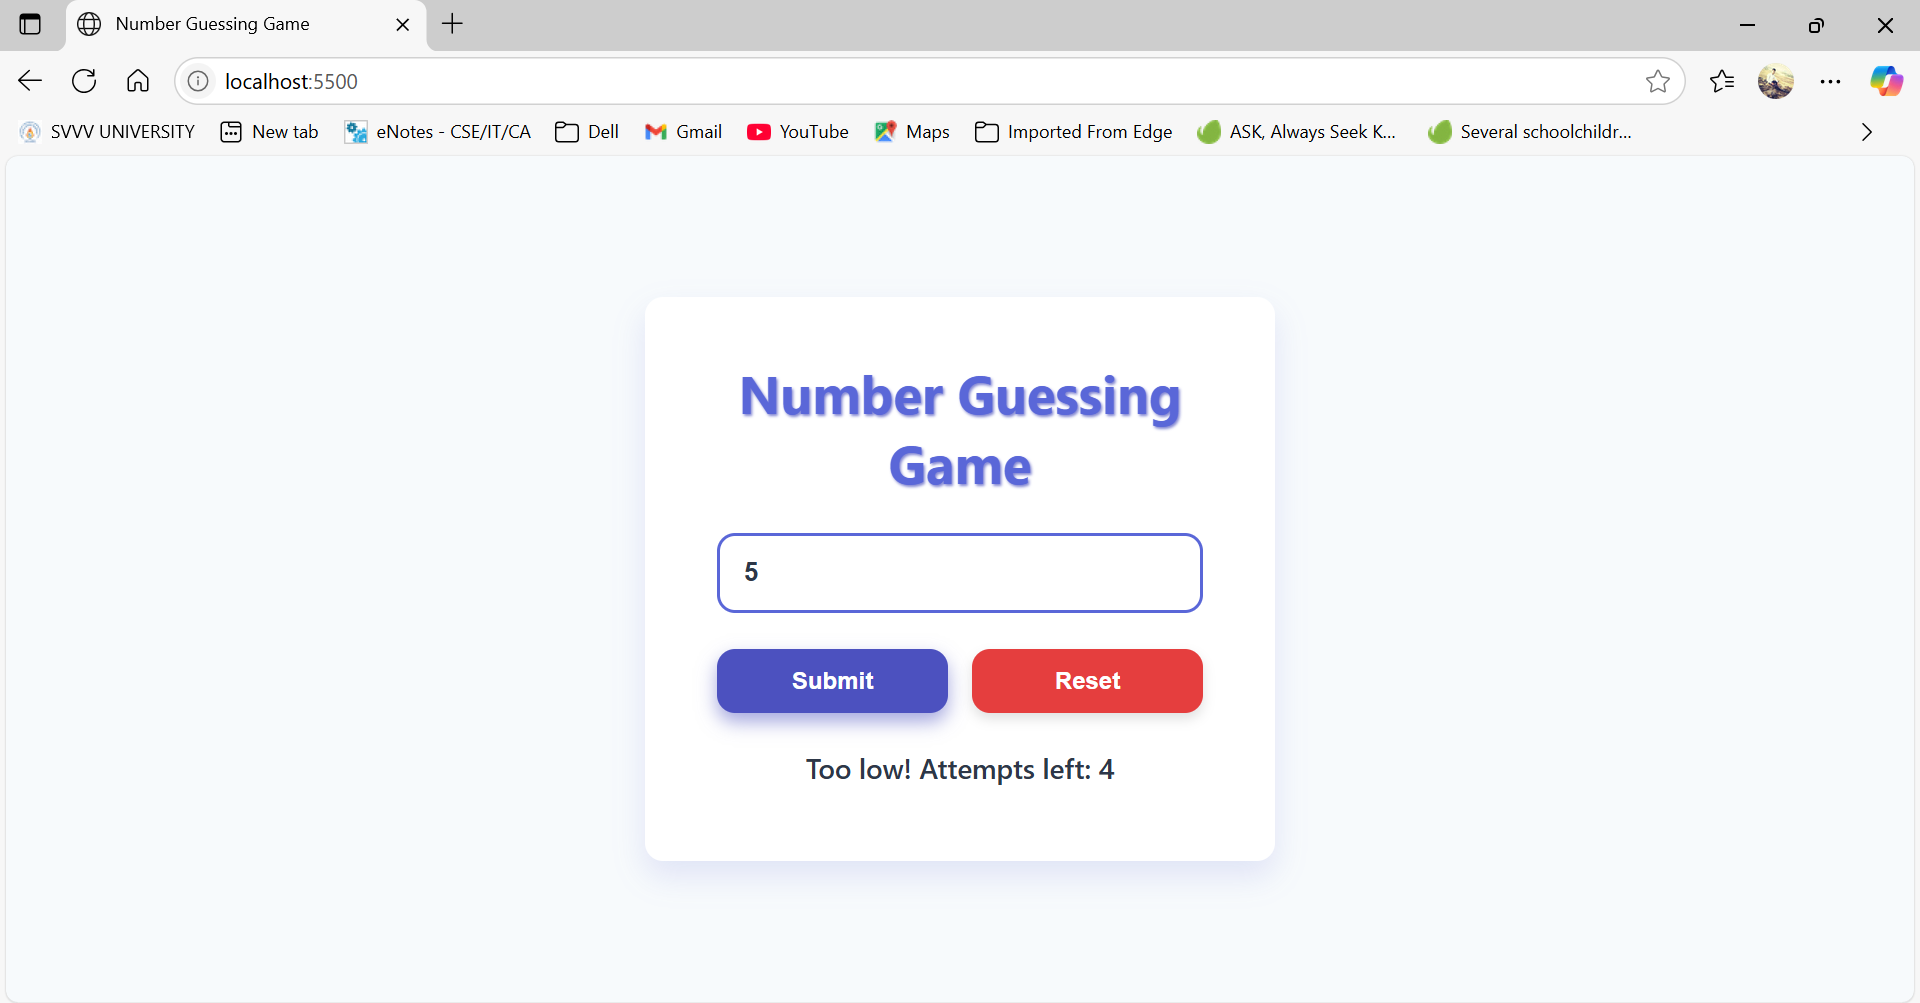 Number Guessing Game
localhost:5500
SVVV UNIVERSITY New tab eNotes - CSE/IT/CA Dell Gmail YouTube Maps Imported From Edge ASK, Always Seek K... Several schoolchildr...
Number Guessing
Game
5
Submit Reset
Too low! Attempts left: 4